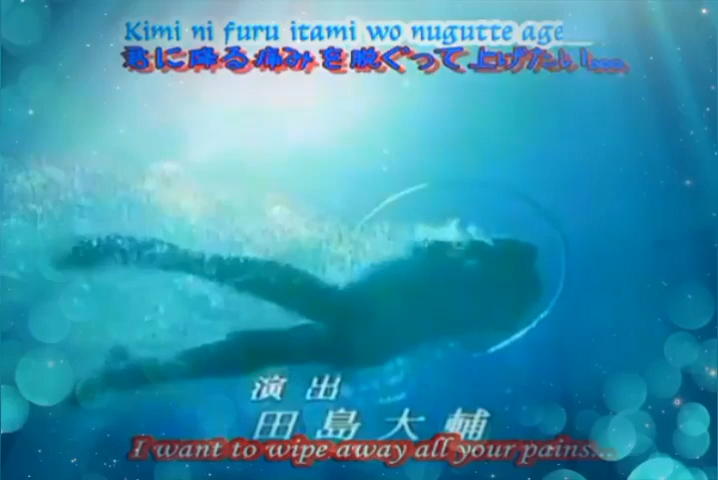 Kimi ni furu itami wo nugutte age
君に降る痛みを脱ぐって上げたい...
演出
田島大輔
I want to wipe away all your pains...